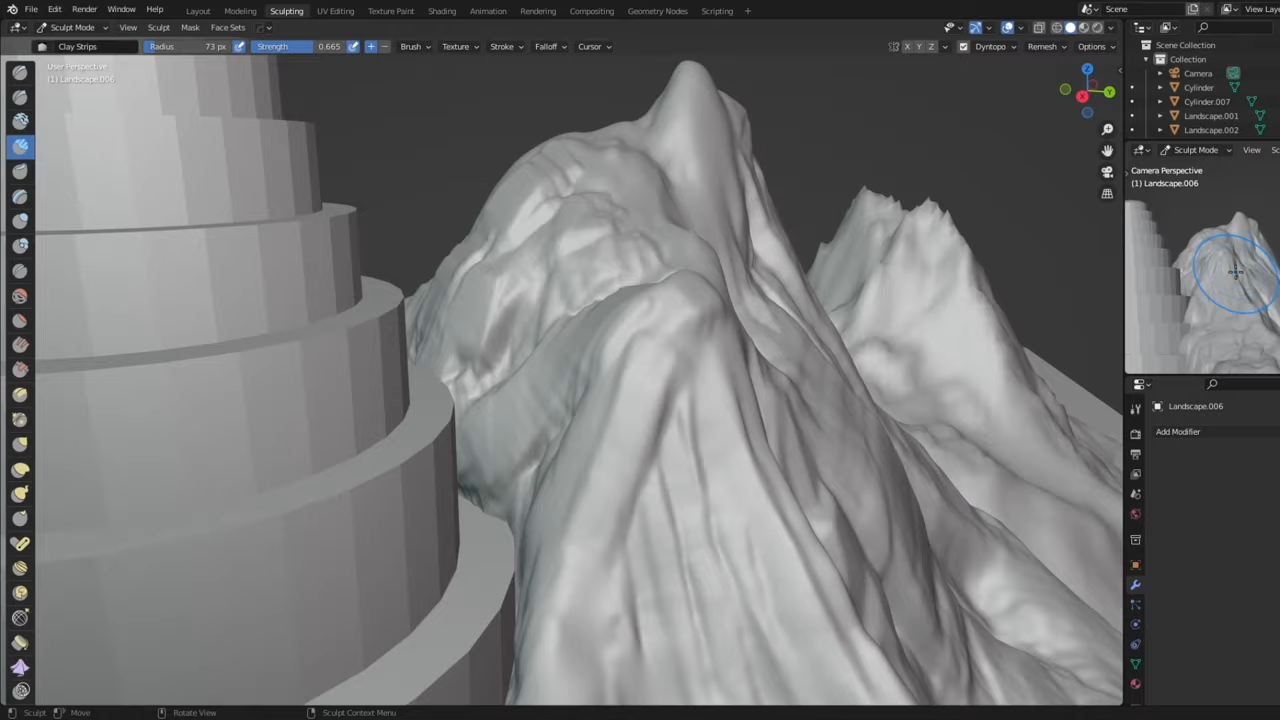 File Edit Render Window Help Layout Modeling Sculpting UV Editing Texture Paint Shading Animation Rendering Compositing Geometry Nodes Scripting + Scene View Laye
Sculpt Mode View Sculpt Mask Face Sets
Clay Strips Radius 73 px Strength 0.665 + − Brush Texture Stroke Falloff Cursor X Y Z Dyntopo Remesh Options
User Perspective
(1) Landscape.006
Z
Y
X
Scene Collection
Collection
Camera
Cylinder
Cylinder.007
Landscape.001
Landscape.002
Sculpt Mode View Sc
Camera Perspective
(1) Landscape.006
Landscape.006
Add Modifier
Sculpt Move Rotate View Sculpt Context Menu